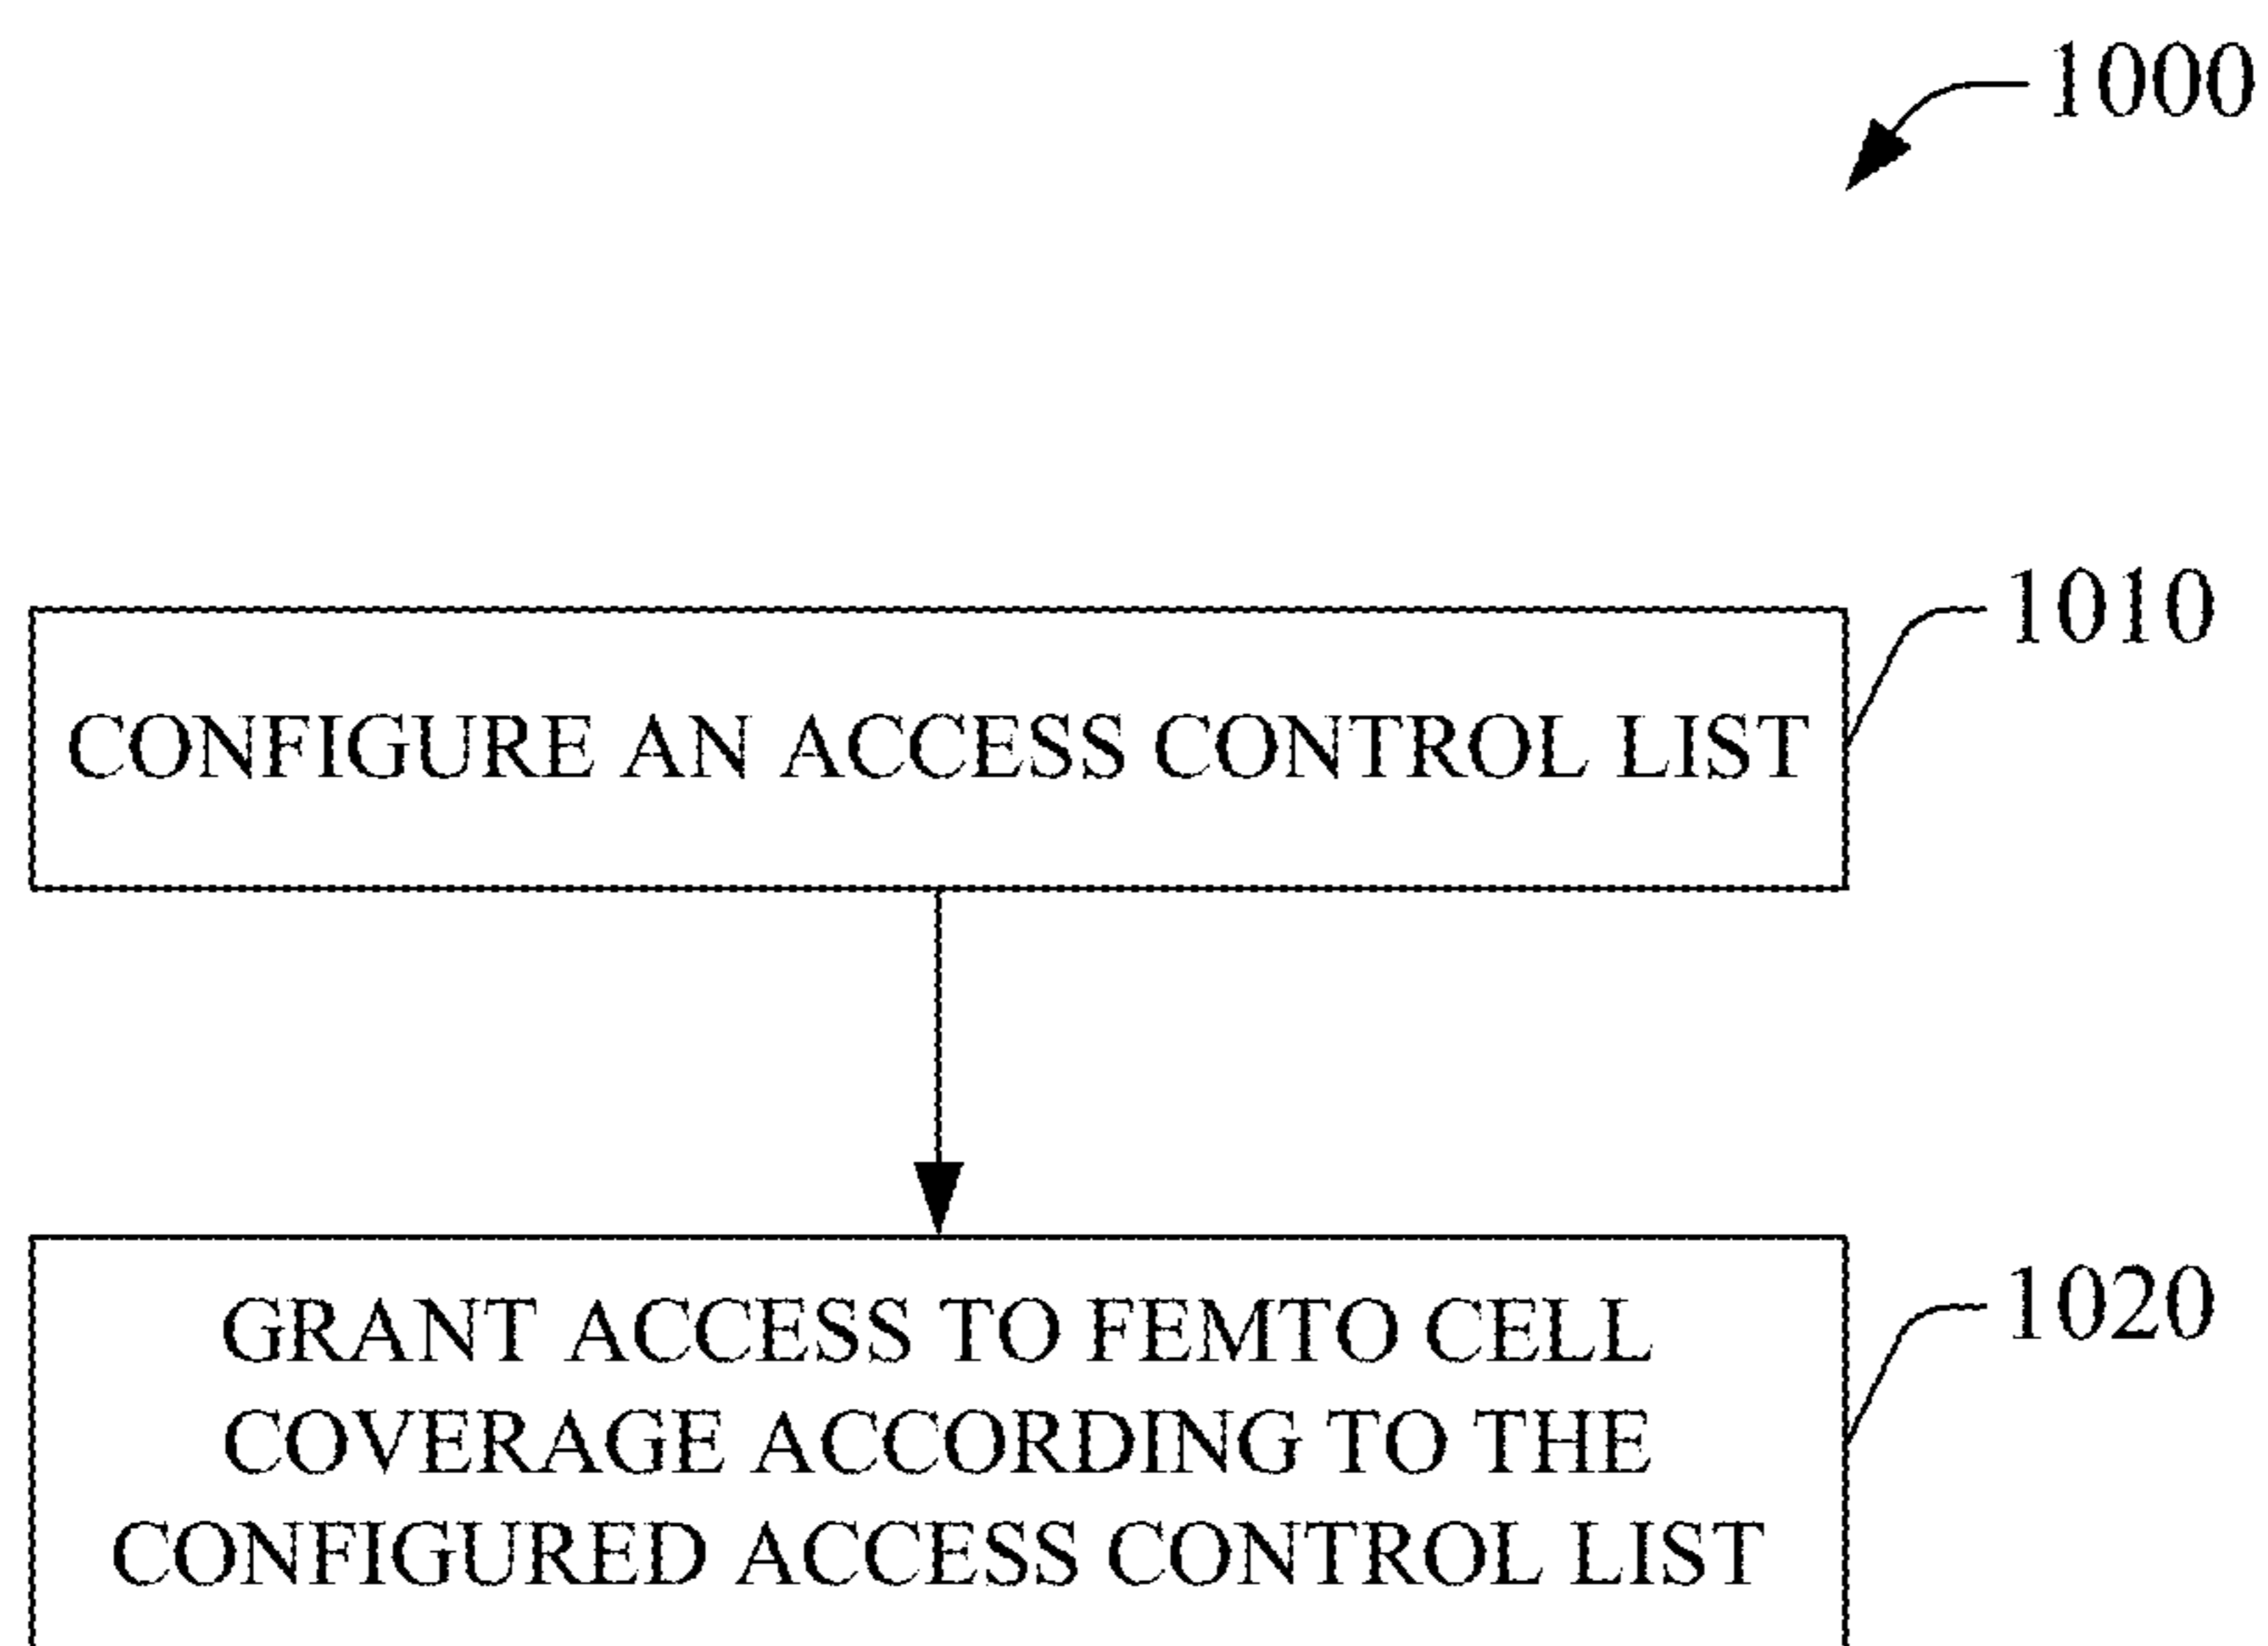 1000
1010
CONFIGURE AN ACCESS CONTROL LIST
1020
GRANT ACCESS TO FEMTO CELL
COVERAGE ACCORDING TO THE
CONFIGURED ACCESS CONTROL LIST